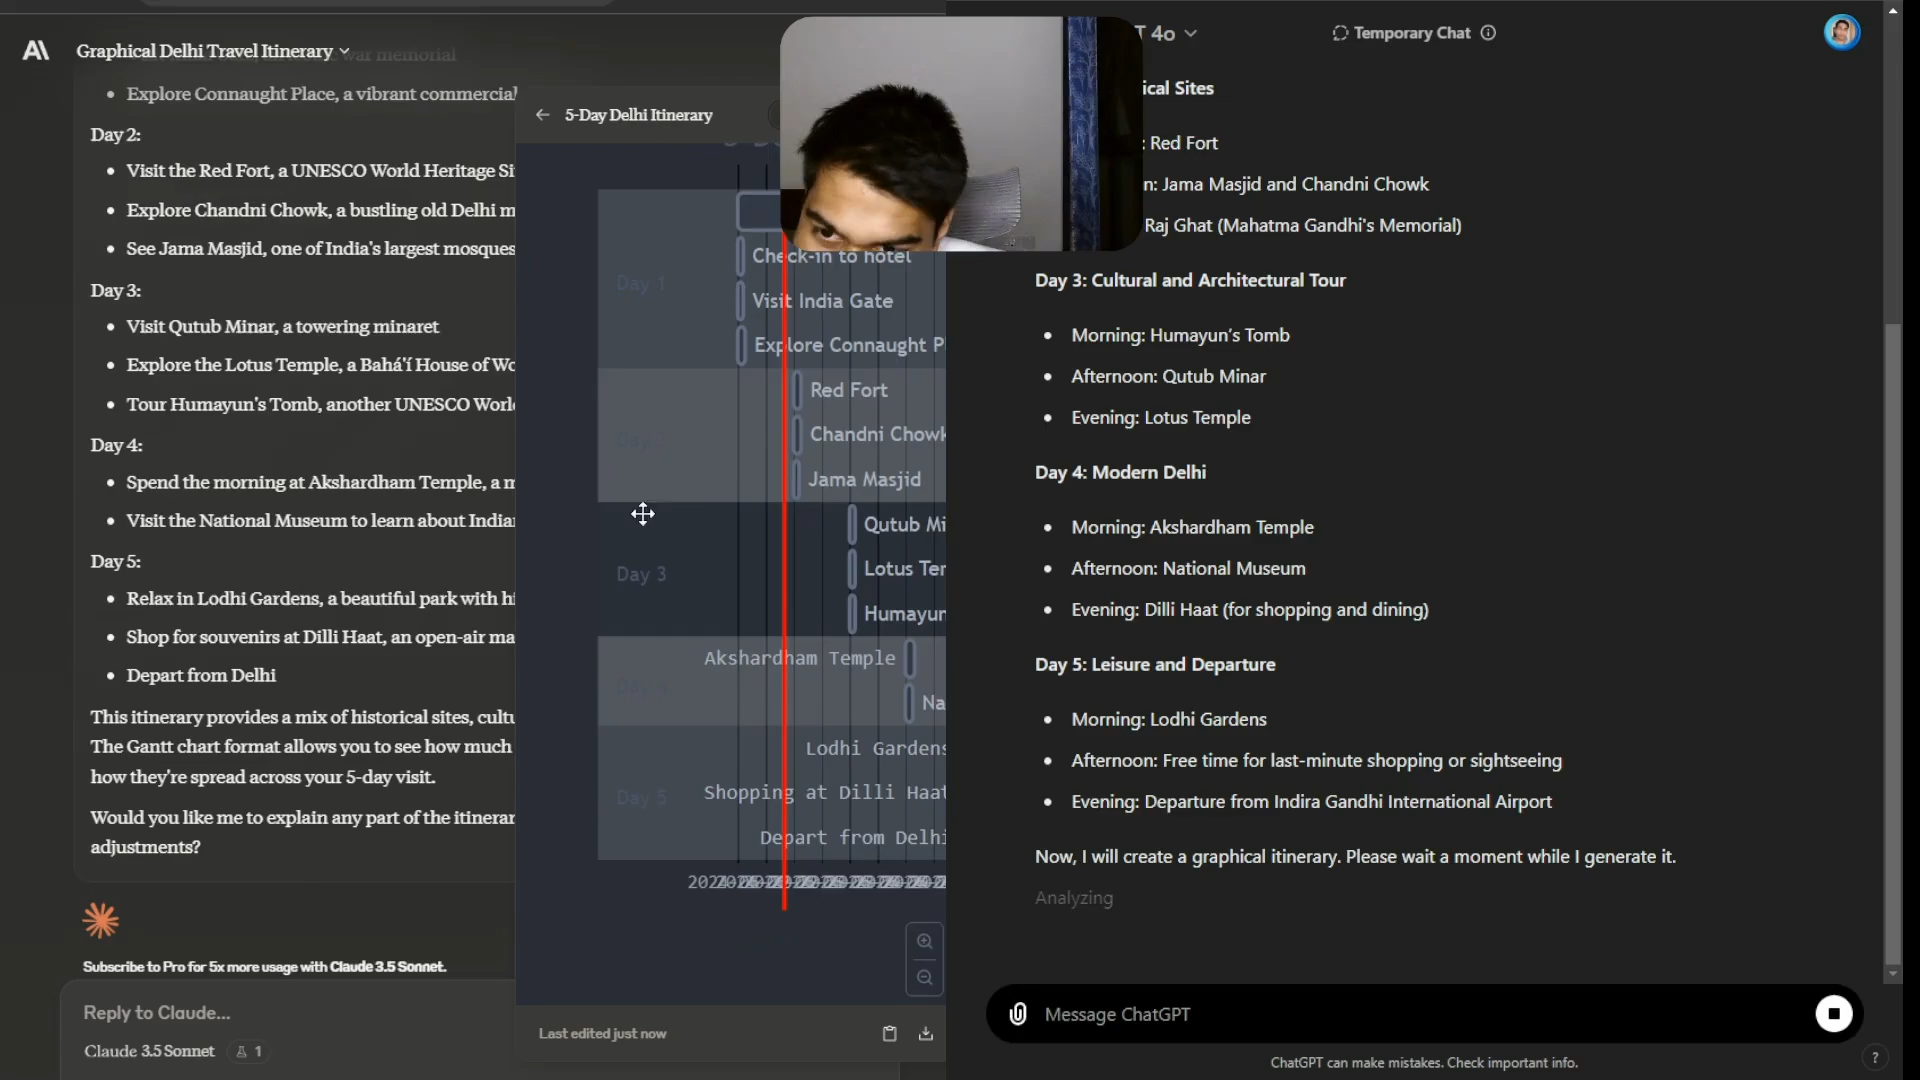 Graphical Delhi Travel Itinerary
war memorial
Explore Connaught Place, a vibrant commercial
Day 2:
Visit the Red Fort, a UNESCO World Heritage Si
Explore Chandni Chowk, a bustling old Delhi m
See Jama Masjid, one of India's largest mosques
Day 3:
Visit Qutub Minar, a towering minaret
Explore the Lotus Temple, a Bahá'í House of Wo
Tour Humayun's Tomb, another UNESCO Worl
Day 4:
Spend the morning at Akshardham Temple, a m
Visit the National Museum to learn about India
Day 5:
Relax in Lodhi Gardens, a beautiful park with hi
Shop for souvenirs at Dilli Haat, an open-air ma
Depart from Delhi
This itinerary provides a mix of historical sites, cultu
The Gantt chart format allows you to see how much
how they're spread across your 5-day visit.
Would you like me to explain any part of the itinerar
adjustments?
Subscribe to Pro for 5x more usage with Claude 3.5 Sonnet.
Reply to Claude...
Claude 3.5 Sonnet
1
5-Day Delhi Itinerary
Day 1
Check-in to hotel
Visit India Gate
Explore Connaught P
Day 2
Red Fort
Chandni Chowk
Jama Masjid
Day 3
Qutub Mi
Lotus Tem
Humayun
Day 4
Akshardham Temple
Na
Day 5
Lodhi Gardens
Shopping at Dilli Haat
Depart from Delhi
Last edited just now
T 4o
Temporary Chat
ical Sites
: Red Fort
n: Jama Masjid and Chandni Chowk
Raj Ghat (Mahatma Gandhi's Memorial)
Day 3: Cultural and Architectural Tour
Morning: Humayun's Tomb
Afternoon: Qutub Minar
Evening: Lotus Temple
Day 4: Modern Delhi
Morning: Akshardham Temple
Afternoon: National Museum
Evening: Dilli Haat (for shopping and dining)
Day 5: Leisure and Departure
Morning: Lodhi Gardens
Afternoon: Free time for last-minute shopping or sightseeing
Evening: Departure from Indira Gandhi International Airport
Now, I will create a graphical itinerary. Please wait a moment while I generate it.
Analyzing
Message ChatGPT
ChatGPT can make mistakes. Check important info.
?